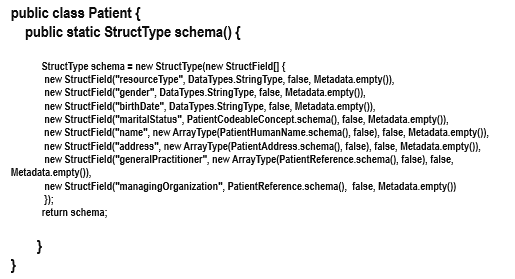 public class Patient {
public static StructType schema() {
StructType schema = new StructType(new StructField[] {
new StructField("resourceType", DataTypes.StringType, false, Metadata.empty()),
new StructField("gender", DataTypes.StringType, false, Metadata.empty()),
new StructField("birthDate", DataTypes.StringType, false, Metadata.empty()),
new StructField("maritalStatus", PatientCodeableConcept.schema(), false, Metadata.empty()),
new StructField("name", new ArrayType(PatientHumanName.schema(), false), false, Metadata.empty()),
new StructField("address", new ArrayType(PatientAddress.schema(), false), false, Metadata.empty()),
new StructField("generalPractitioner", new ArrayType(PatientReference.schema(), false), false,
Metadata.empty()),
new StructField("managingOrganization", PatientReference.schema(), false, Metadata.empty())
});
return schema;
}
}